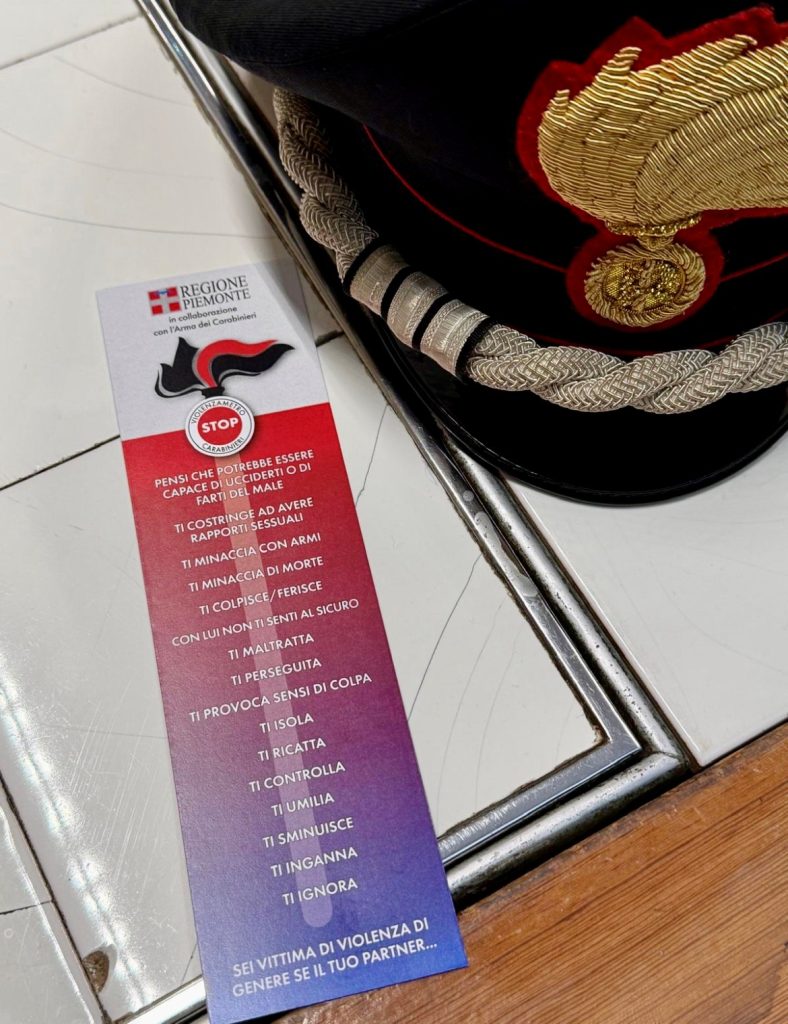 REGIONE
PIEMONTE
in collaborazione
con l'Arma dei Carabinieri
VIOLENZAMETRO
STOP
CARABINIERI
PENSI CHE POTREBBE ESSERE
CAPACE DI UCCIDERTI O DI
FARTI DEL MALE
TI COSTRINGE AD AVERE
RAPPORTI SESSUALI
TI MINACCIA CON ARMI
TI MINACCIA DI MORTE
TI COLPISCE/FERISCE
CON LUI NON TI SENTI AL SICURO
TI MALTRATTA
TI PERSEGUITA
TI PROVOCA SENSI DI COLPA
TI ISOLA
TI RICATTA
TI CONTROLLA
TI UMILIA
TI SMINUISCE
TI INGANNA
TI IGNORA
SEI VITTIMA DI VIOLENZA DI
GENERE SE IL TUO PARTNER...